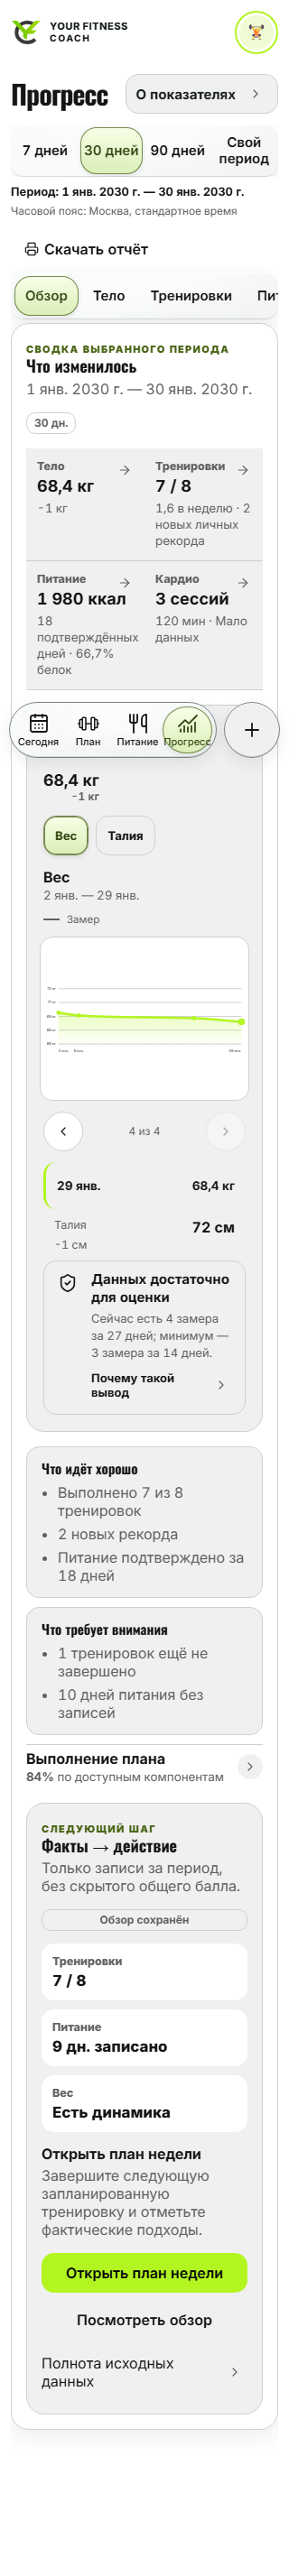 YOUR FITNESS
COACH
Прогресс
О показателях
7 дней
30 дней
90 дней
Свой
период
Период: 1 янв. 2030 г. — 30 янв. 2030 г.
Часовой пояс: Москва, стандартное время
Скачать отчёт
Обзор
Тело
Тренировки
СВОДКА ВЫБРАННОГО ПЕРИОДА
Что изменилось
1 янв. 2030 г. — 30 янв. 2030 г.
30 дн.
Тело
68,4 кг
-1 кг
Тренировки
7 / 8
1,6 в неделю · 2
новых личных
рекорда
Питание
1 980 ккал
18
подтверждённых
дней · 66,7%
белок
Кардио
3 сессий
120 мин · Мало
данных
Сегодня
План
Питание
Прогресс
68,4 кг
-1 кг
Вес
Талия
Вес
2 янв. — 29 янв.
Замер
4 из 4
29 янв.
68,4 кг
Талия
72 см
-1 см
Данных достаточно
для оценки
Сейчас есть 4 замера
за 27 дней; минимум —
3 замера за 14 дней.
Почему такой
вывод
Что идёт хорошо
• Выполнено 7 из 8
тренировок
• 2 новых рекорда
• Питание подтверждено за
18 дней
Что требует внимания
• 1 тренировок ещё не
завершено
• 10 дней питания без
записей
Выполнение плана
84% по доступным компонентам
СЛЕДУЮЩИЙ ШАГ
Факты → действие
Только записи за период,
без скрытого общего балла.
Обзор сохранён
Тренировки
7 / 8
Питание
9 дн. записано
Вес
Есть динамика
Открыть план недели
Завершите следующую
запланированную
тренировку и отметьте
фактические подходы.
Открыть план недели
Посмотреть обзор
Полнота исходных
данных